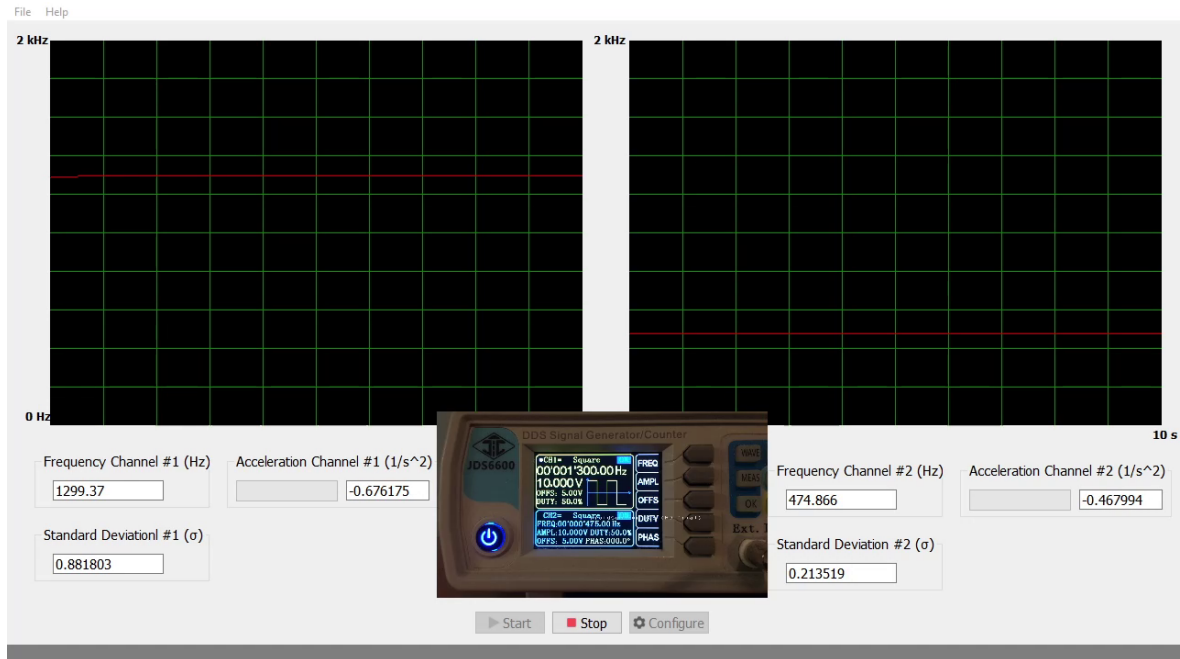 File Help
2 kHz
2 kHz
0 Hz
10 s
Frequency Channel #1 (Hz)
1299.37
Acceleration Channel #1 (1/s^2)
-0.676175
Standard Deviationl #1 (σ)
0.881803
DDS Signal Generator/Counter
JDS6600
CH1= Square
00'001'300.00Hz
10.000V
OFFS: 5.00V
DUTY: 50.0%
CH2= Square
FREQ:00'000'475.00 Hz
AMPL:10.000V DUTY:50.0%
OFFS: 5.00V PHAS:000.0°
FREQ
AMPL
OFFS
DUTY
PHAS
WAVE
MEAS
OK
Ext.
Frequency Channel #2 (Hz)
474.866
Acceleration Channel #2 (1/s^2)
-0.467994
Standard Deviation #2 (σ)
0.213519
Start
Stop
Configure